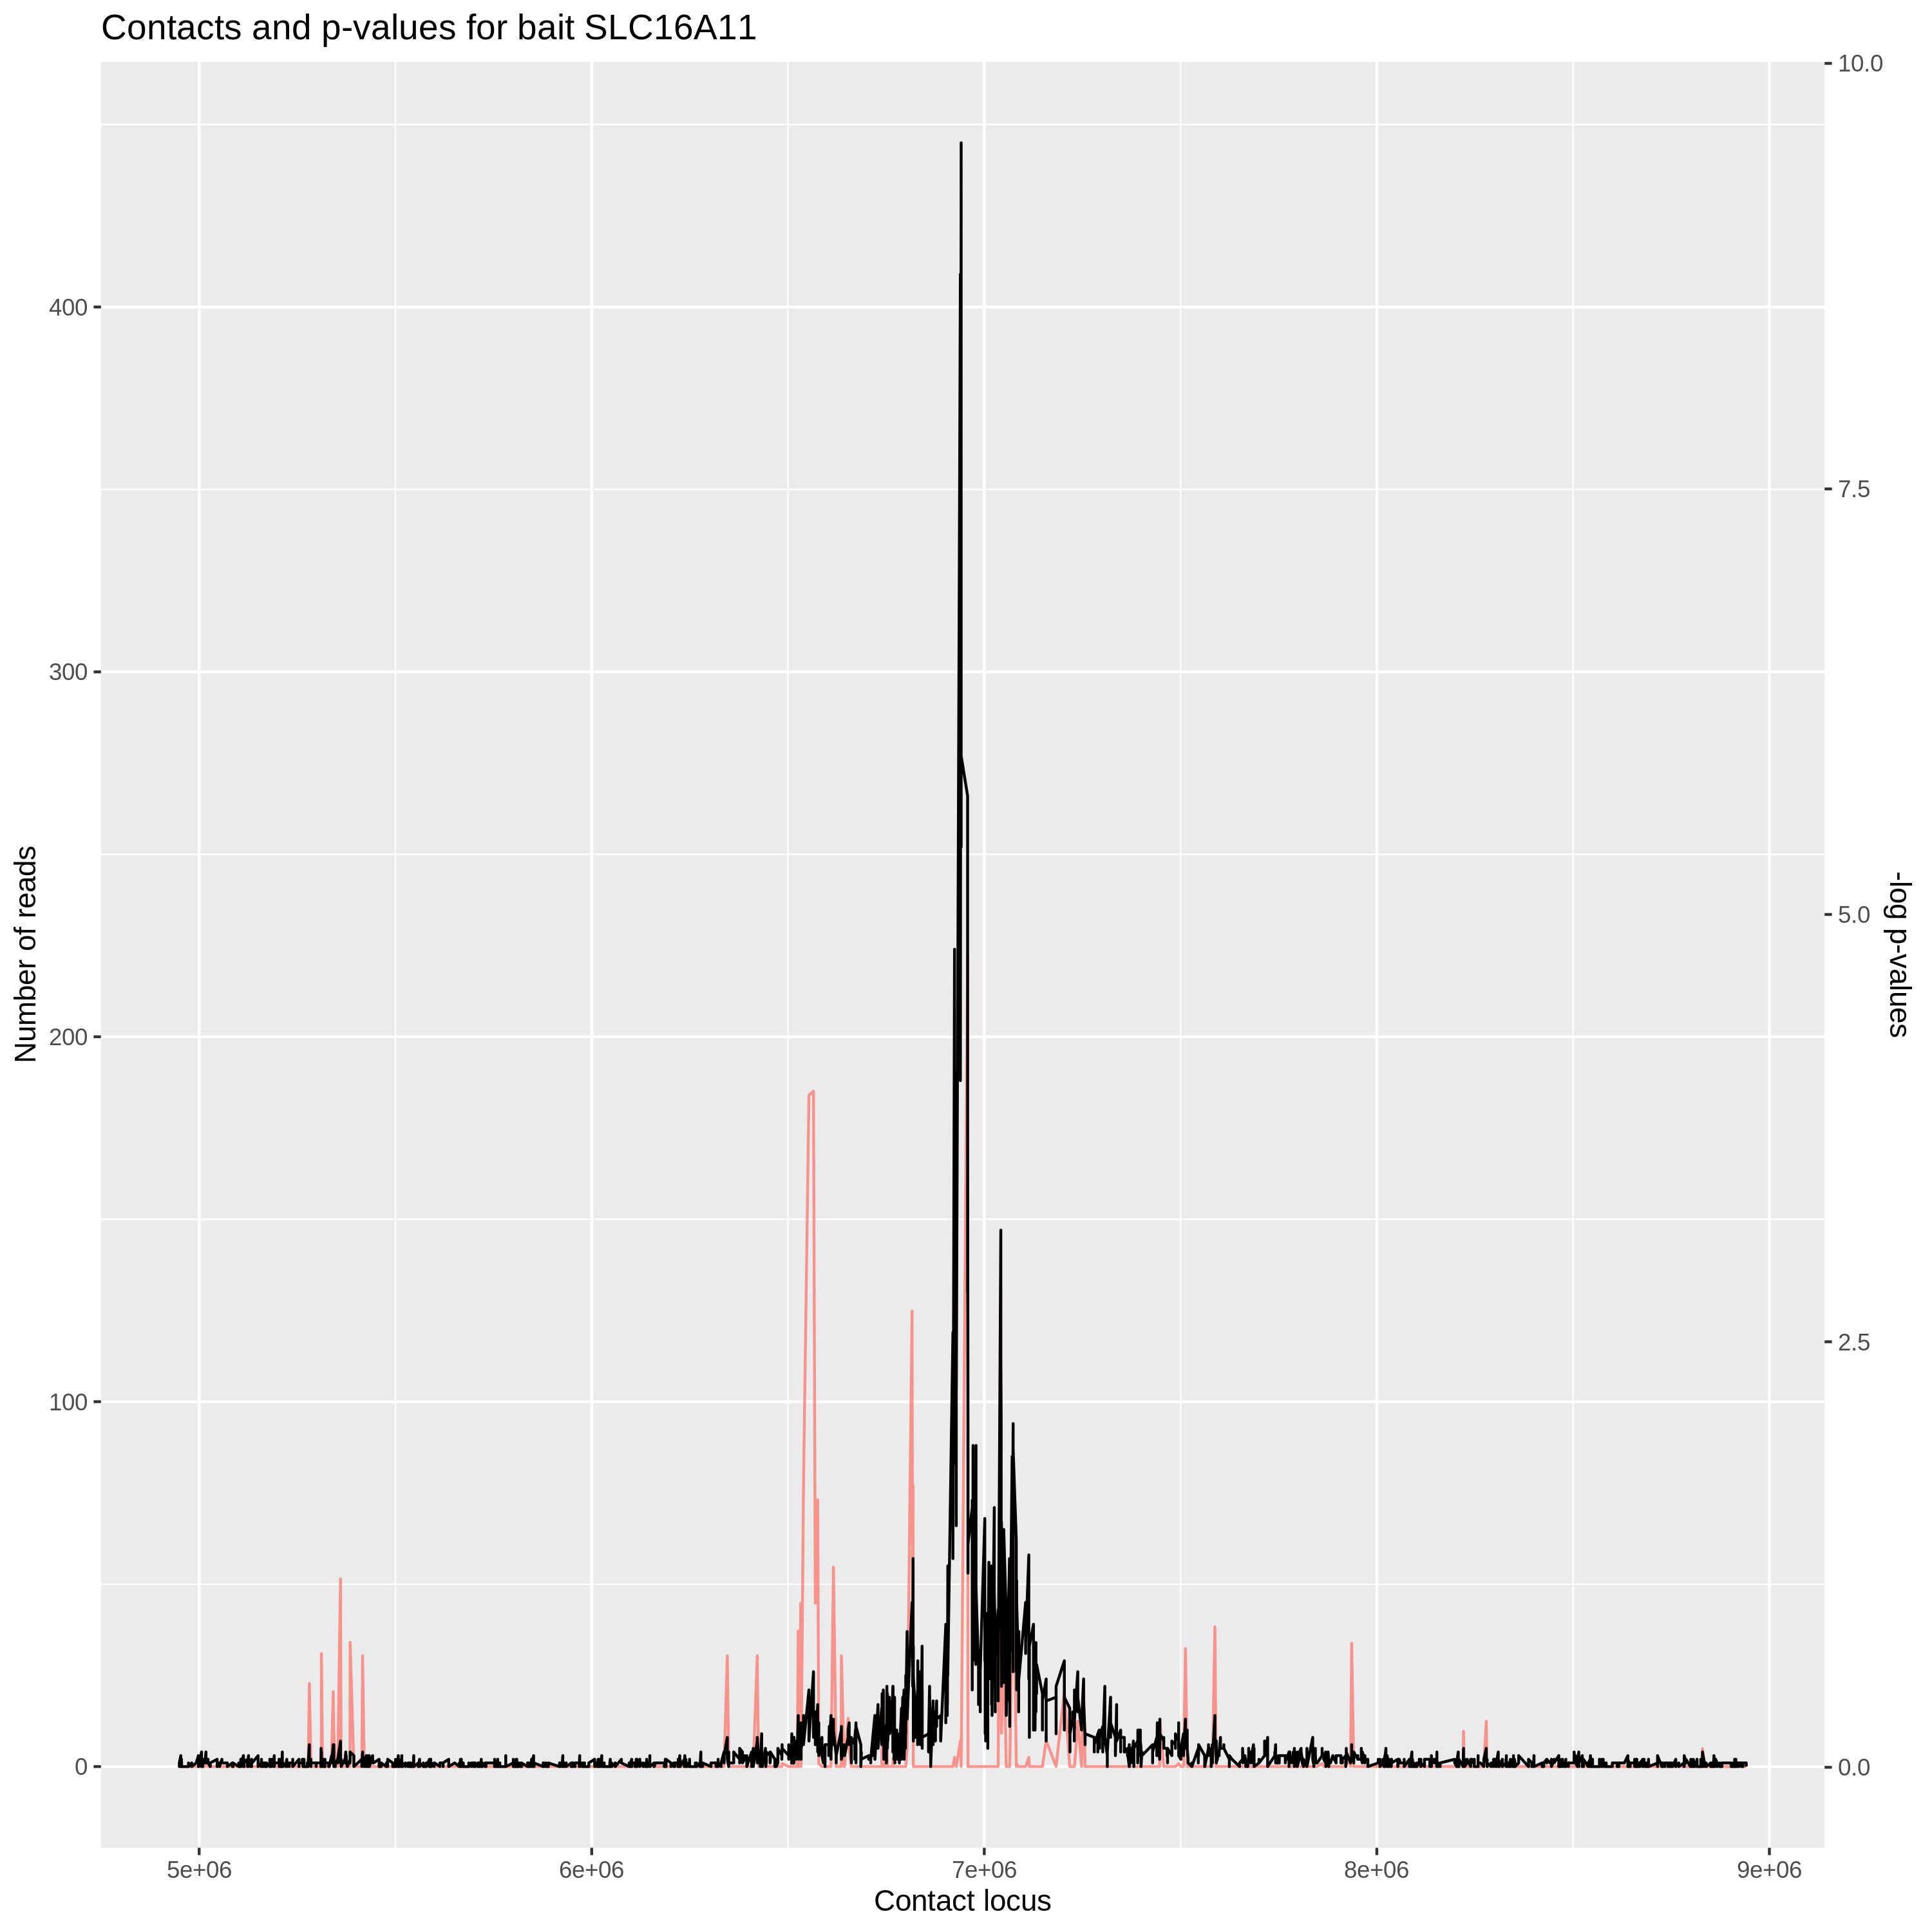 Contacts and p-values for bait SLC16A11
10.0
400
7.5
300
Number of reads
5.0
-log p-values
200
2.5
100
0
0.0
5e+06
6e+06
7e+06
8e+06
9e+06
Contact locus